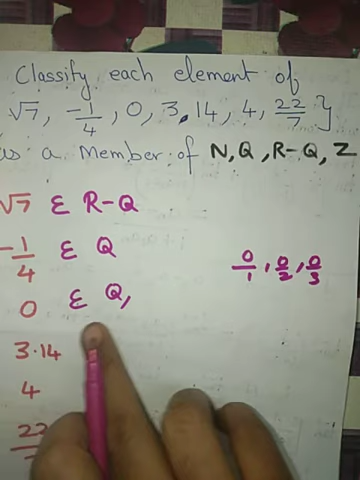 Classify each element of
√7, -1/4, 0, 3.14, 4, 22/7 }
as a Member of N, Q, R-Q, Z
√7 Ɛ R-Q
-1/4 Ɛ Q
0/1, 0/2, 0/3
0 Ɛ Q,
3.14
4
22